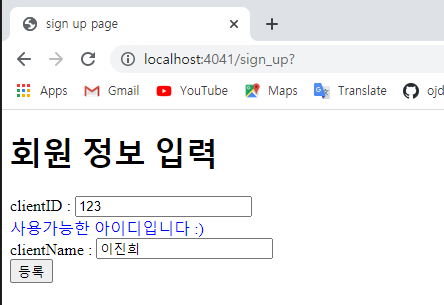 sign up page
localhost:4041/sign_up?
Apps Gmail YouTube Maps Translate ojd
회원 정보 입력
clientID : 123
사용가능한 아이디입니다 :)
clientName : 이진희
등록